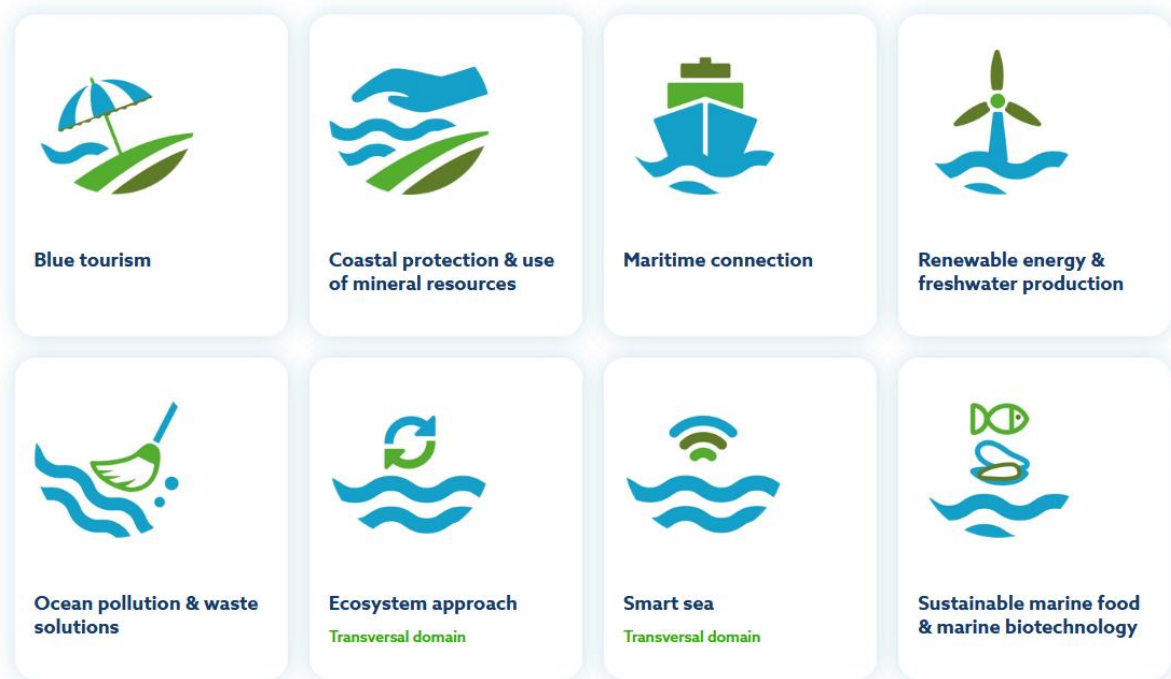 Blue tourism
Coastal protection & use
of mineral resources
Maritime connection
Renewable energy &
freshwater production
Ocean pollution & waste
solutions
Ecosystem approach
Transversal domain
Smart sea
Transversal domain
Sustainable marine food
& marine biotechnology